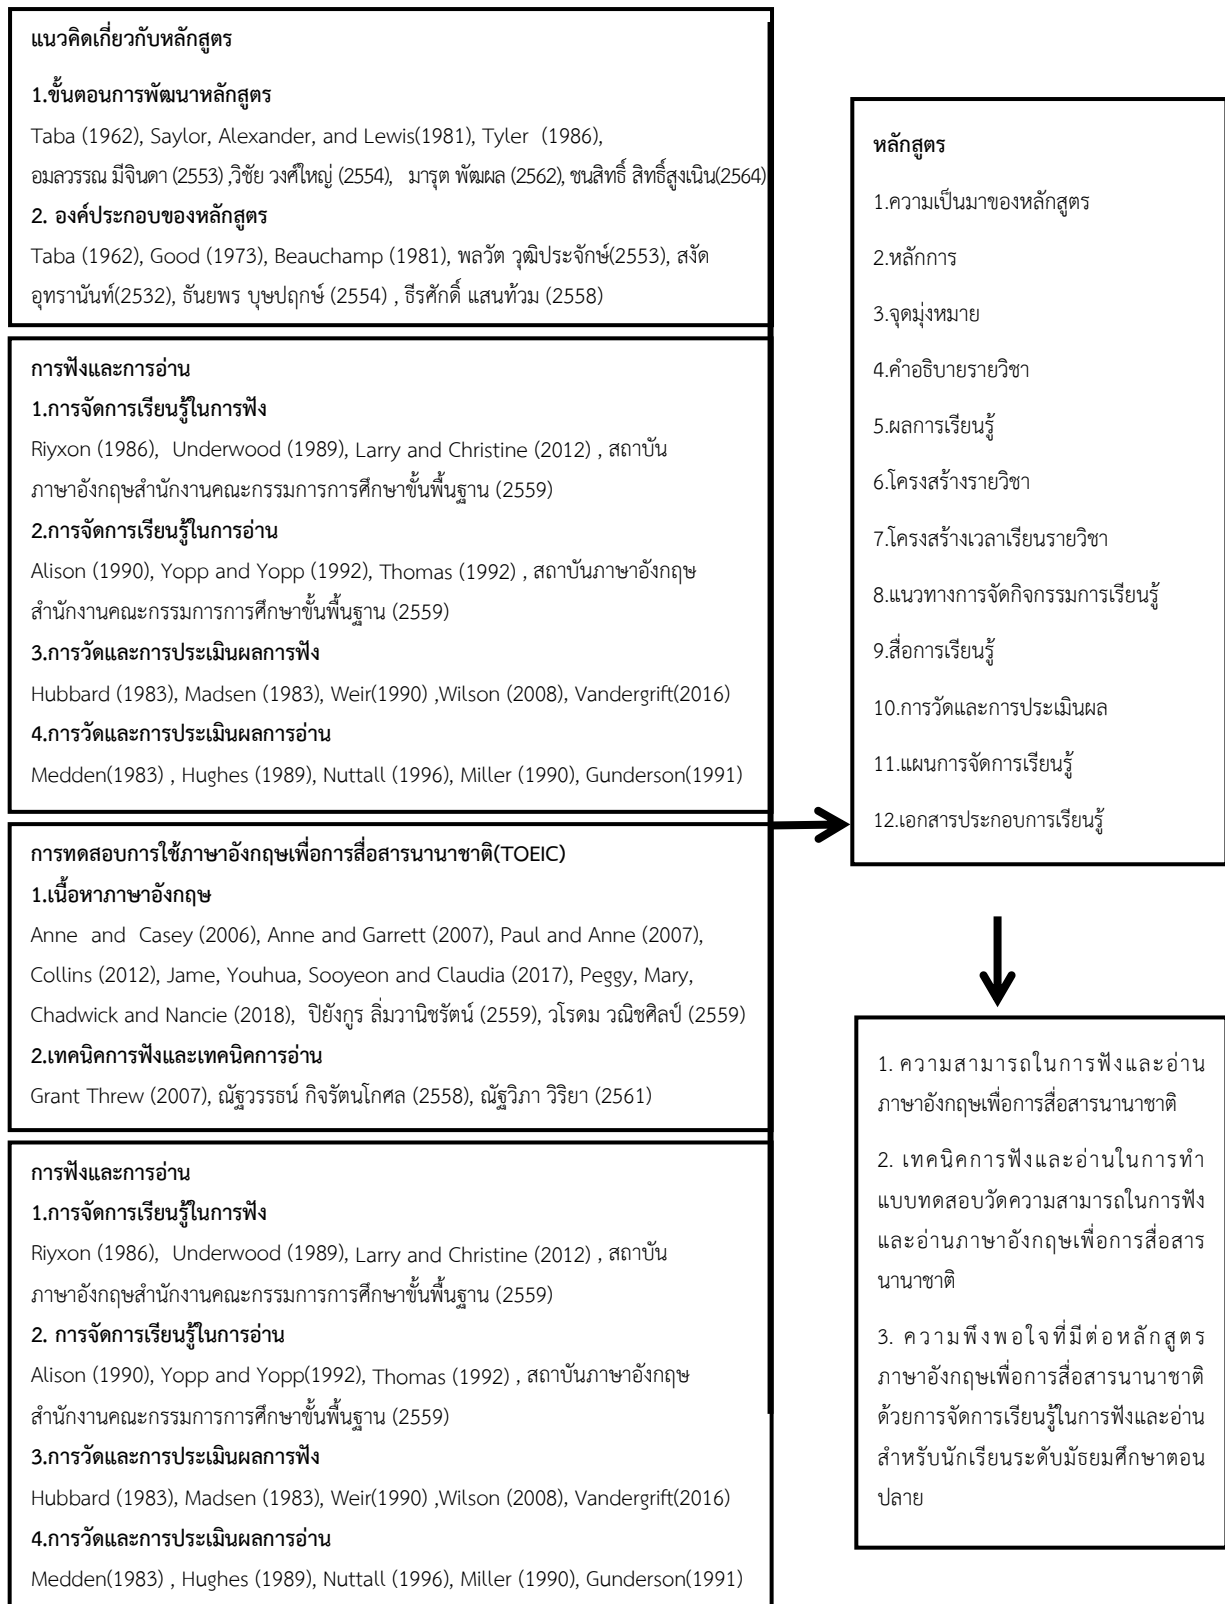 แนวคิดเกี่ยวกับหลักสูตร
1.ขั้นตอนการพัฒนาหลักสูตร
Taba (1962), Saylor, Alexander, and Lewis(1981), Tyler (1986),
อมลวรรณ มีจินดา (2553) ,วิชัย วงศ์ใหญ่ (2554), มารุต พัฒผล (2562), ชนสิทธิ์ สิทธิ์สูงเนิน(2564)
2. องค์ประกอบของหลักสูตร
Taba (1962), Good (1973), Beauchamp (1981), พลวัต วุฒิประจักษ์(2553), สงัด
อุทรานันท์(2532), ธันยพร บุษปฤกษ์ (2554) , ธีรศักดิ์ แสนท้วม (2558)
การฟังและการอ่าน
1.การจัดการเรียนรู้ในการฟัง
Riyxon (1986), Underwood (1989), Larry and Christine (2012) , สถาบัน
ภาษาอังกฤษสำนักงานคณะกรรมการการศึกษาขั้นพื้นฐาน (2559)
2.การจัดการเรียนรู้ในการอ่าน
Alison (1990), Yopp and Yopp (1992), Thomas (1992) , สถาบันภาษาอังกฤษ
สำนักงานคณะกรรมการการศึกษาขั้นพื้นฐาน (2559)
3.การวัดและการประเมินผลการฟัง
Hubbard (1983), Madsen (1983), Weir(1990) ,Wilson (2008), Vandergrift(2016)
4.การวัดและการประเมินผลการอ่าน
Medden(1983) , Hughes (1989), Nuttall (1996), Miller (1990), Gunderson(1991)
การทดสอบการใช้ภาษาอังกฤษเพื่อการสื่อสารนานาชาติ(TOEIC)
1.เนื้อหาภาษาอังกฤษ
Anne and Casey (2006), Anne and Garrett (2007), Paul and Anne (2007),
Collins (2012), Jame, Youhua, Sooyeon and Claudia (2017), Peggy, Mary,
Chadwick and Nancie (2018), ปิยังกูร ลิ่มวานิชรัตน์ (2559), วโรดม วณิชศิลป์ (2559)
2.เทคนิคการฟังและเทคนิคการอ่าน
Grant Threw (2007), ณัฐวรรธน์ กิจรัตนโกศล (2558), ณัฐวิภา วิริยา (2561)
การฟังและการอ่าน
1.การจัดการเรียนรู้ในการฟัง
Riyxon (1986), Underwood (1989), Larry and Christine (2012) , สถาบัน
ภาษาอังกฤษสำนักงานคณะกรรมการการศึกษาขั้นพื้นฐาน (2559)
2. การจัดการเรียนรู้ในการอ่าน
Alison (1990), Yopp and Yopp(1992), Thomas (1992) , สถาบันภาษาอังกฤษ
สำนักงานคณะกรรมการการศึกษาขั้นพื้นฐาน (2559)
3.การวัดและการประเมินผลการฟัง
Hubbard (1983), Madsen (1983), Weir(1990) ,Wilson (2008), Vandergrift(2016)
4.การวัดและการประเมินผลการอ่าน
Medden(1983) , Hughes (1989), Nuttall (1996), Miller (1990), Gunderson(1991)
หลักสูตร
1.ความเป็นมาของหลักสูตร
2.หลักการ
3.จุดมุ่งหมาย
4.คำอธิบายรายวิชา
5.ผลการเรียนรู้
6.โครงสร้างรายวิชา
7.โครงสร้างเวลาเรียนรายวิชา
8.แนวทางการจัดกิจกรรมการเรียนรู้
9.สื่อการเรียนรู้
10.การวัดและการประเมินผล
11.แผนการจัดการเรียนรู้
12.เอกสารประกอบการเรียนรู้
1. ความสามารถในการฟังและอ่าน
ภาษาอังกฤษเพื่อการสื่อสารนานาชาติ
2. เทคนิคการฟังและอ่านในการทำ
แบบทดสอบวัดความสามารถในการฟัง
และอ่านภาษาอังกฤษเพื่อการสื่อสาร
นานาชาติ
3. ความพึงพอใจที่มีต่อหลักสูตร
ภาษาอังกฤษเพื่อการสื่อสารนานาชาติ
ด้วยการจัดการเรียนรู้ในการฟังและอ่าน
สำหรับนักเรียนระดับมัธยมศึกษาตอน
ปลาย